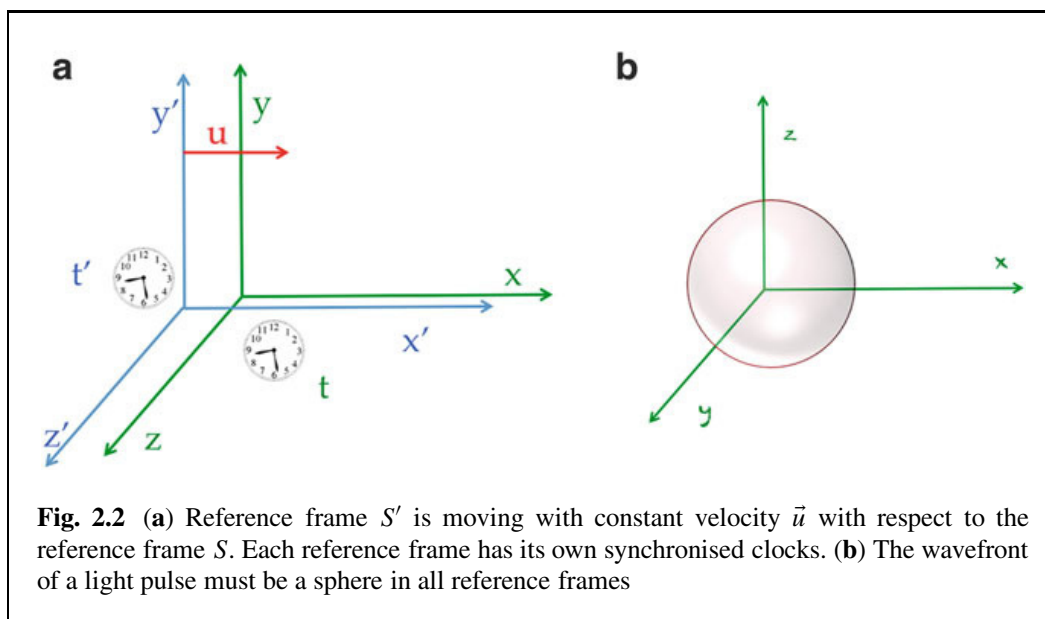 a
b
y′
y
u
z
t′
x
x
x′
t
y
z′
z
Fig. 2.2 (a) Reference frame S′ is moving with constant velocity u⃗ with respect to the
reference frame S. Each reference frame has its own synchronised clocks. (b) The wavefront
of a light pulse must be a sphere in all reference frames